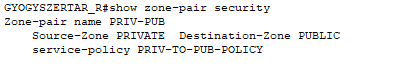 GYOGYSZERTAR_R#show zone-pair security
Zone-pair name PRIV-PUB
    Source-Zone PRIVATE  Destination-Zone PUBLIC
    service-policy PRIV-TO-PUB-POLICY